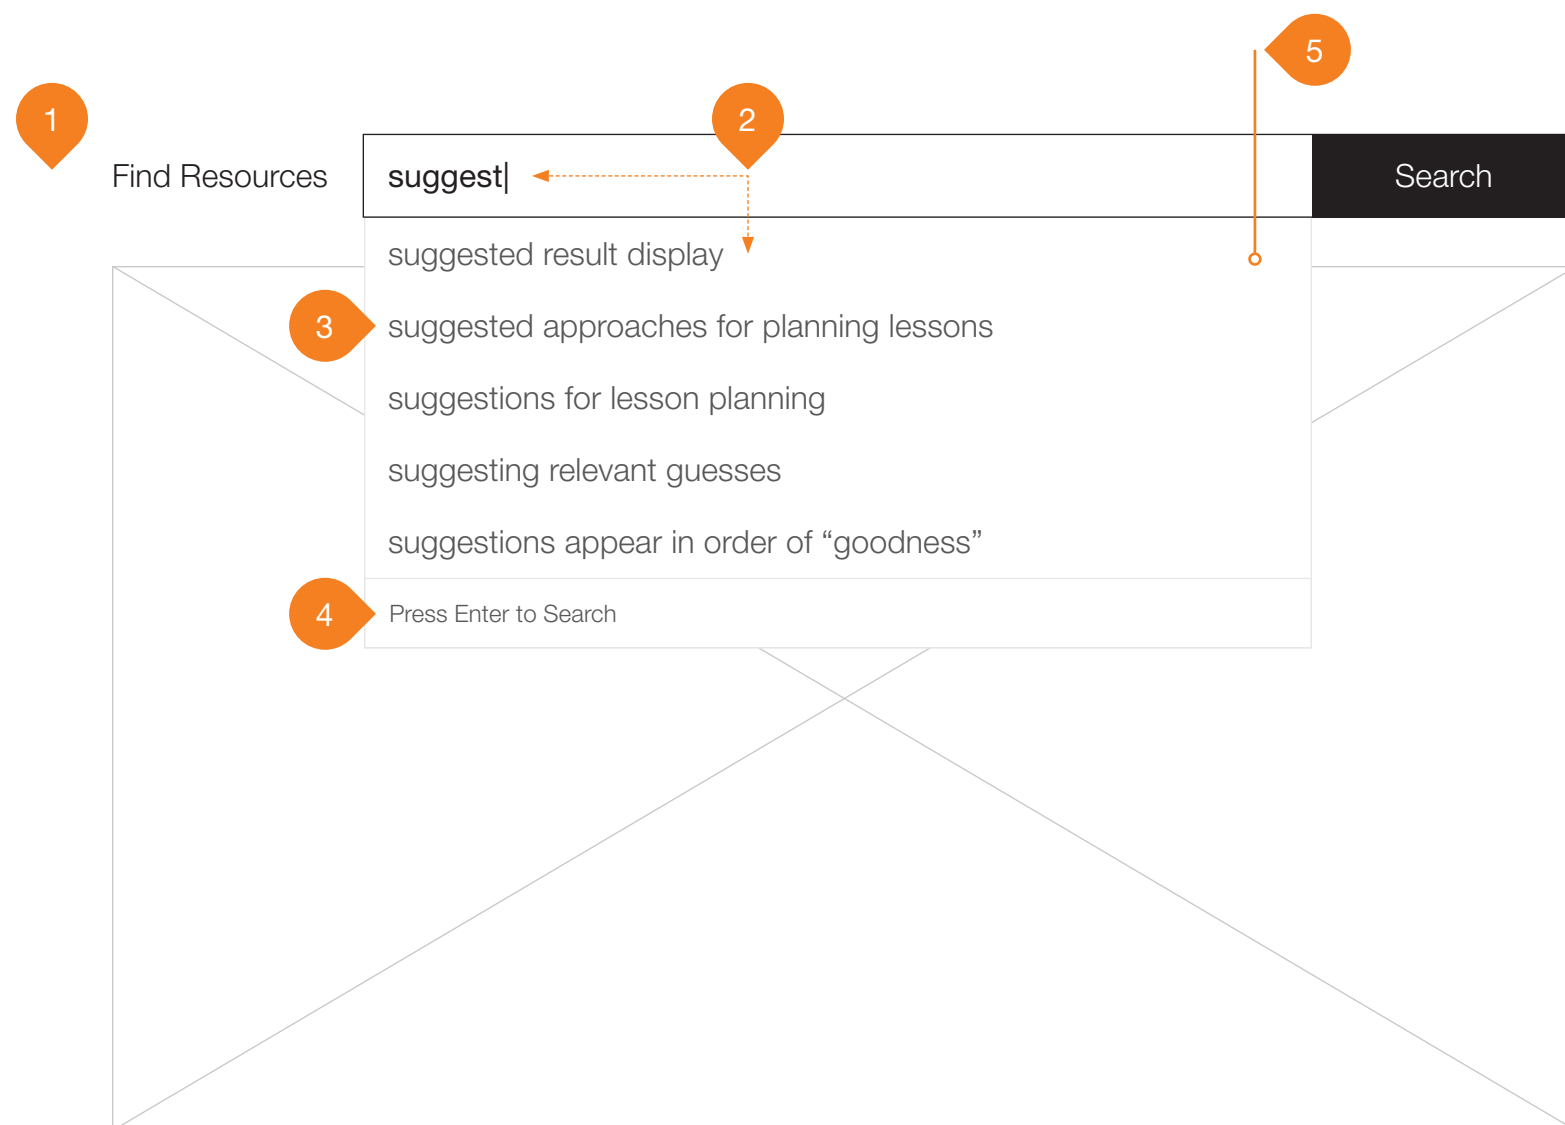 5
1
2
Find Resources suggest Search
suggested result display
3 suggested approaches for planning lessons
suggestions for lesson planning
suggesting relevant guesses
suggestions appear in order of “goodness”
4 Press Enter to Search